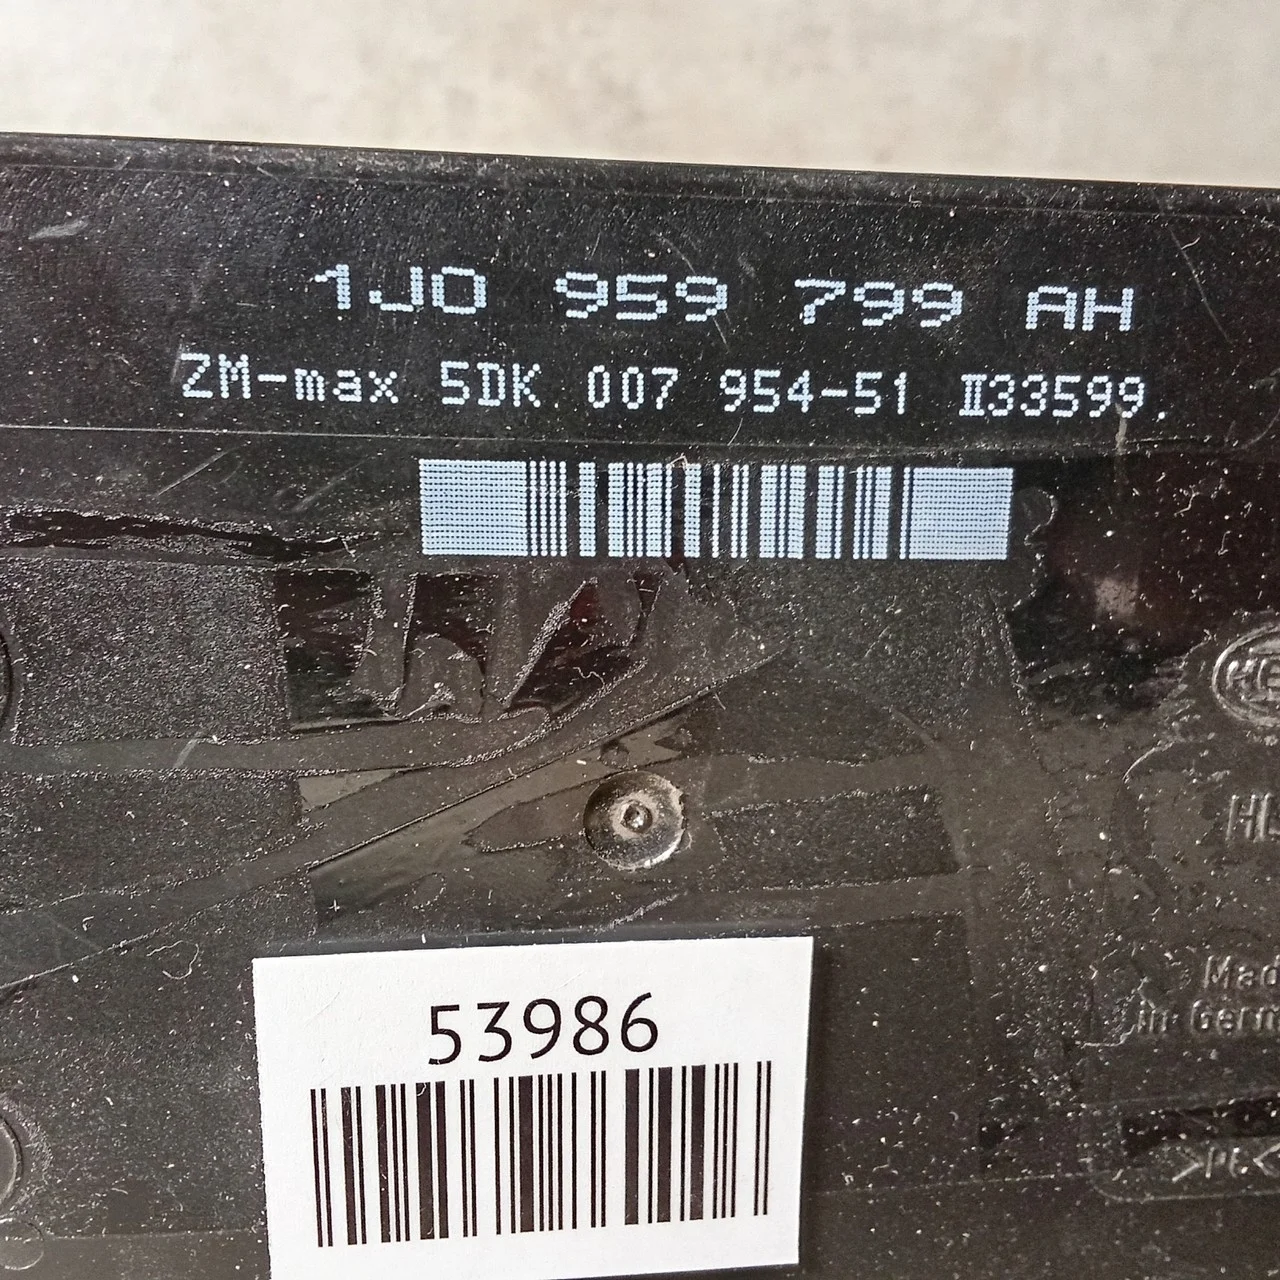 1J0 959 799 AH
ZM-max 5DK 007 954-51 II33599.
53986